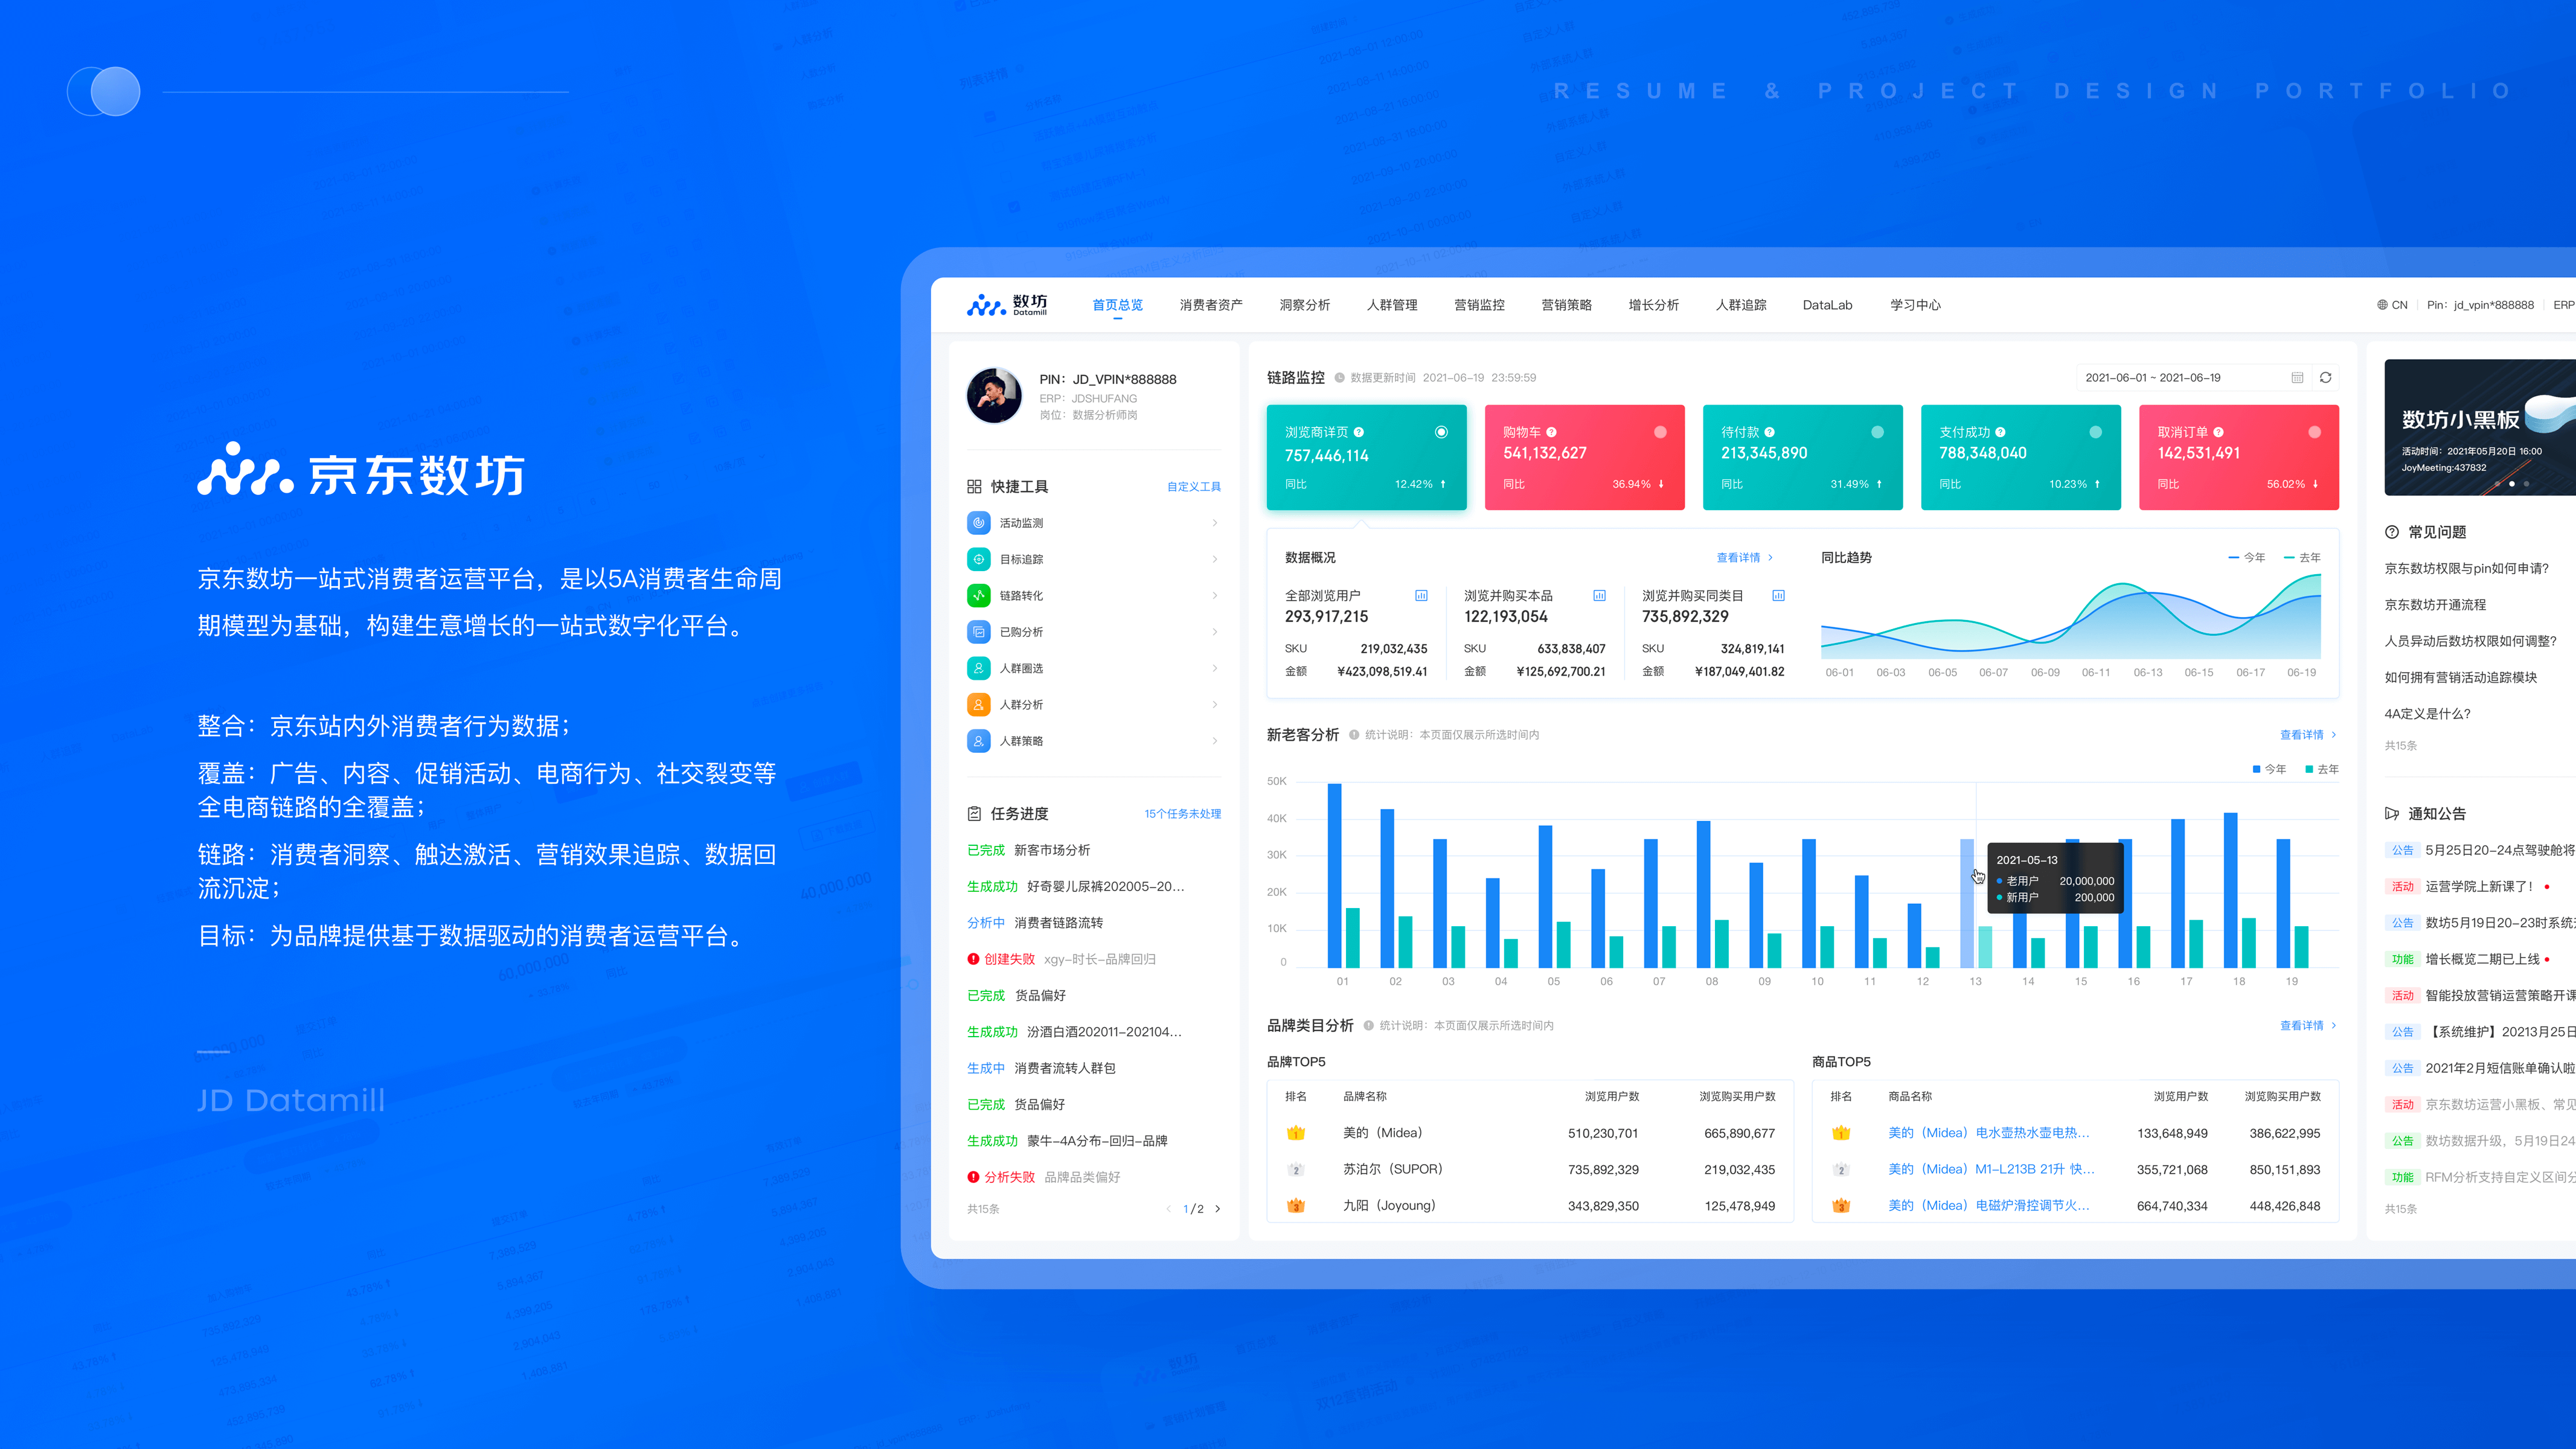 RESUME & PROJECT DESIGN PORTFOLIO
京东数坊
京东数坊一站式消费者运营平台，是以5A消费者生命周
期模型为基础，构建生意增长的一站式数字化平台。
整合：京东站内外消费者行为数据；
覆盖：广告、内容、促销活动、电商行为、社交裂变等
全电商链路的全覆盖；
链路：消费者洞察、触达激活、营销效果追踪、数据回
流沉淀；
目标：为品牌提供基于数据驱动的消费者运营平台。
JD Datamill
数坊
Datamill
首页总览 消费者资产 洞察分析 人群管理 营销监控 营销策略 增长分析 人群追踪 DataLab 学习中心
CN Pin：jd_vpin*888888 ERP
PIN：JD_VPIN*888888
ERP：JDSHUFANG
岗位：数据分析师岗
快捷工具 自定义工具
活动监测
目标追踪
链路转化
已购分析
人群圈选
人群分析
人群策略
任务进度 15个任务未处理
已完成 新客市场分析
生成成功 好奇婴儿尿裤202005-20...
分析中 消费者链路流转
创建失败 xgy-时长-品牌回归
已完成 货品偏好
生成成功 汾酒白酒202011-202104...
生成中 消费者流转人群包
已完成 货品偏好
生成成功 蒙牛-4A分布-回归-品牌
分析失败 品牌品类偏好
共15条 1/2
链路监控 数据更新时间 2021-06-19 23:59:59
2021-06-01 ~ 2021-06-19
浏览商详页
757,446,114
同比 12.42% ↑
购物车
541,132,627
同比 36.94% ↓
待付款
213,345,890
同比 31.49% ↑
支付成功
788,348,040
同比 10.23% ↑
取消订单
142,531,491
同比 56.02% ↓
数据概况 查看详情
全部浏览用户
293,917,215
SKU 219,032,435
金额 ¥423,098,519.41
浏览并购买本品
122,193,054
SKU 633,838,407
金额 ¥125,692,700.21
浏览并购买同类目
735,892,329
SKU 324,819,141
金额 ¥187,049,401.82
同比趋势 今年 去年
06-01 06-03 06-05 06-07 06-09 06-11 06-13 06-15 06-17 06-19
新老客分析 统计说明：本页面仅展示所选时间内 查看详情
今年 去年
50K
40K
30K
20K
10K
0
01 02 03 04 05 06 07 08 09 10 11 12 13 14 15 16 17 18 19
2021-05-13
老用户 20,000,000
新用户 200,000
品牌类目分析 统计说明：本页面仅展示所选时间内 查看详情
品牌TOP5
排名 品牌名称 浏览用户数 浏览购买用户数
1 美的（Midea） 510,230,701 665,890,677
2 苏泊尔（SUPOR） 735,892,329 219,032,435
3 九阳（Joyoung） 343,829,350 125,478,949
商品TOP5
排名 商品名称 浏览用户数 浏览购买用户数
1 美的（Midea）电水壶热水壶电热... 133,648,949 386,622,995
2 美的（Midea）M1-L213B 21升 快... 355,721,068 850,151,893
3 美的（Midea）电磁炉滑控调节火... 664,740,334 448,426,848
数坊小黑板
活动时间：2021年05月20日 16:00
JoyMeeting:437832
常见问题
京东数坊权限与pin如何申请?
京东数坊开通流程
人员异动后数坊权限如何调整?
如何拥有营销活动追踪模块
4A定义是什么?
共15条
通知公告
公告 5月25日20-24点驾驶舱将
活动 运营学院上新课了！
公告 数坊5月19日20-23时系统
功能 增长概览二期已上线
活动 智能投放营销运营策略开课
公告 【系统维护】20213月25日
公告 2021年2月短信账单确认啦
活动 京东数坊运营小黑板、常见
公告 数坊数据升级，5月19日24
功能 RFM分析支持自定义区间分
共15条